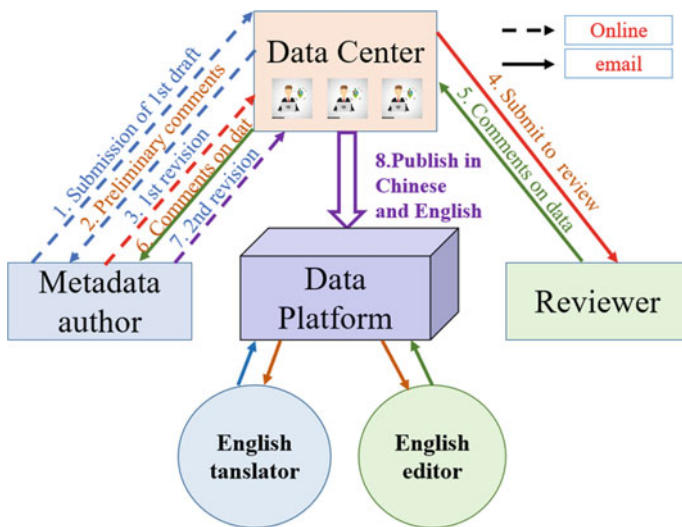 Data Center
Online
email
1. Submission of 1st draft
2. Preliminary comments
3. 1st revision
6. Comments on dat
7. 2nd revision
8.Publish in
Chinese
and English
4. Submit to review
5. Comments on data
Metadata
author
Data
Platform
Reviewer
English
tanslator
English
editor